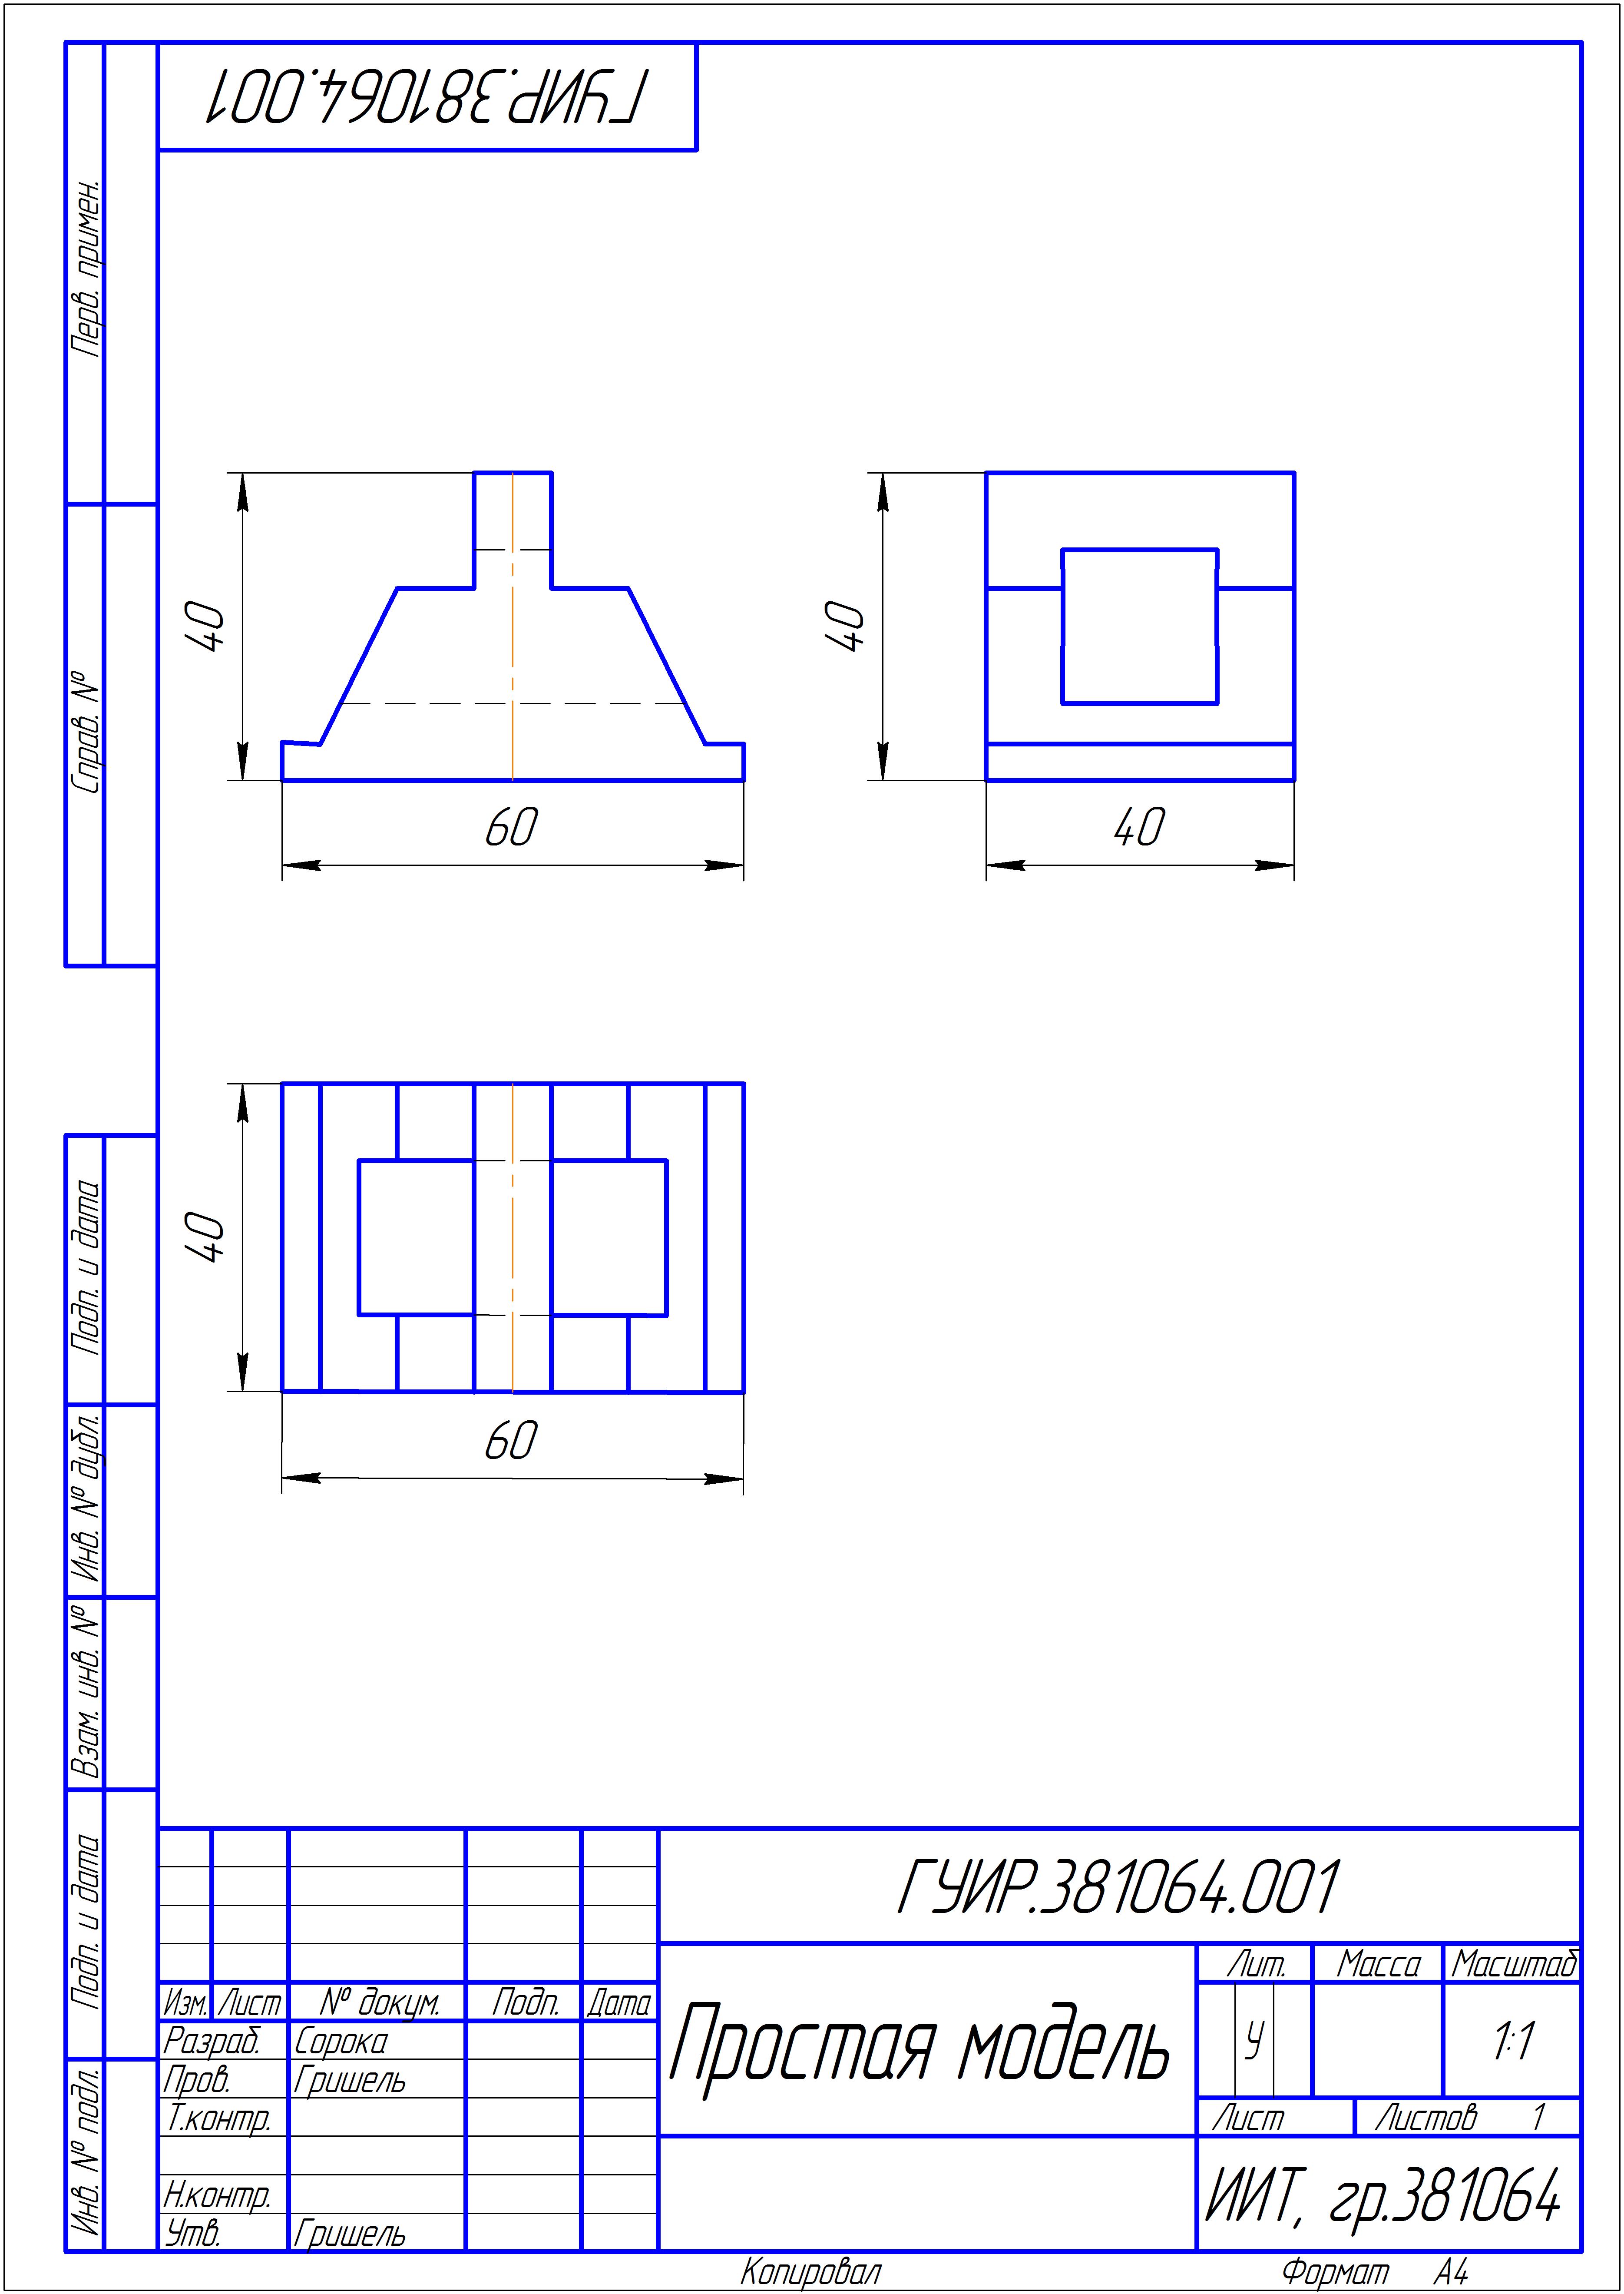 ГУИР.381064.001
Перв. примен.
Справ. №
40
60
40
40
40
60
Подп. и дата
Инв. № дубл.
Взам. инв. №
Подп. и дата
Инв. № подл.
ГУИР.381064.001
Лит. Масса Масштаб
Изм. Лист № докум. Подп. Дата
Простая модель
Разраб. Сорока
У 1:1
Пров. Гришель
Т.контр.
Лист Листов 1
Н.контр.
ИИТ, гр.381064
Утв. Гришель
Копировал Формат А4